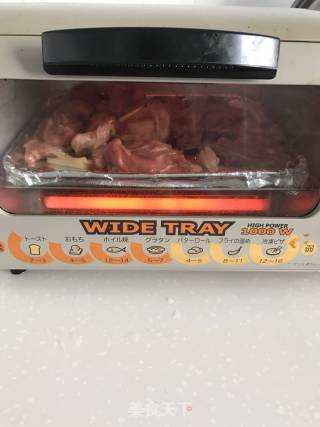 WIDE TRAY
HIGH POWER
1000W
トースト おもち ホイル焼 グラタン バターロール フライの温め 冷凍ピザ
2〜3 4〜5 12〜14 5〜7 4〜6 8〜11 12〜16
美食天下